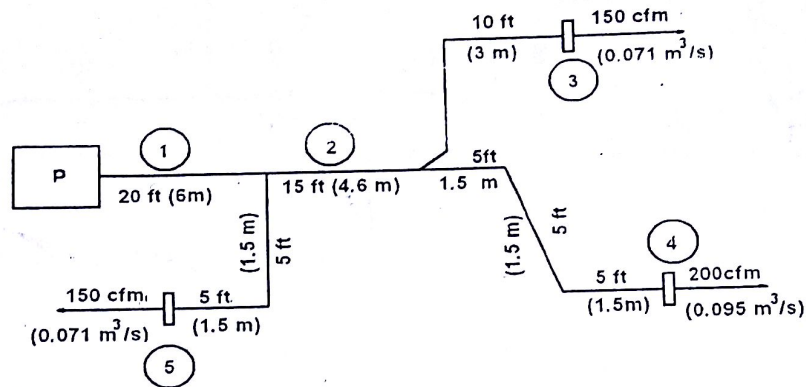 10 ft
150 cfm
(3 m)
(0.071 m³/s)
3
1
2
P
20 ft (6m)
15 ft (4.6 m)
5ft
1.5 m
(1.5 m)
5 ft
(1.5 m)
5 ft
4
5 ft
200cfm
(1.5m)
(0.095 m³/s)
150 cfm
5 ft.
(0.071 m³/s)
(1.5 m)
5